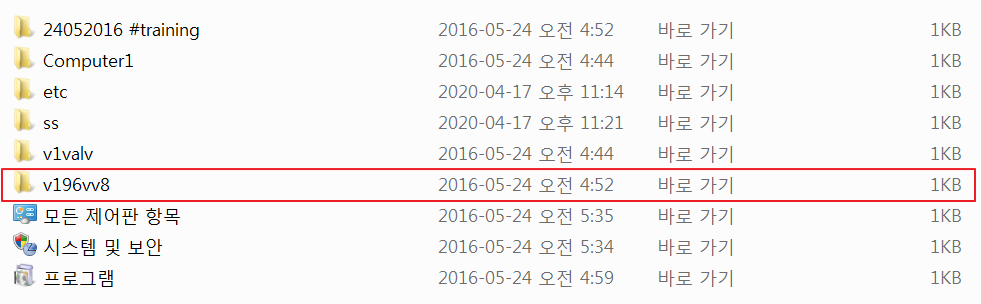 24052016 #training 2016-05-24 오전 4:52 바로 가기 1KB
Computer1 2016-05-24 오전 4:44 바로 가기 1KB
etc 2020-04-17 오후 11:14 바로 가기 1KB
ss 2020-04-17 오후 11:21 바로 가기 1KB
v1valv 2016-05-24 오전 4:44 바로 가기 1KB
v196vv8 2016-05-24 오전 4:52 바로 가기 1KB
모든 제어판 항목 2016-05-24 오전 5:35 바로 가기 1KB
시스템 및 보안 2016-05-24 오전 5:34 바로 가기 1KB
프로그램 2016-05-24 오전 4:59 바로 가기 1KB